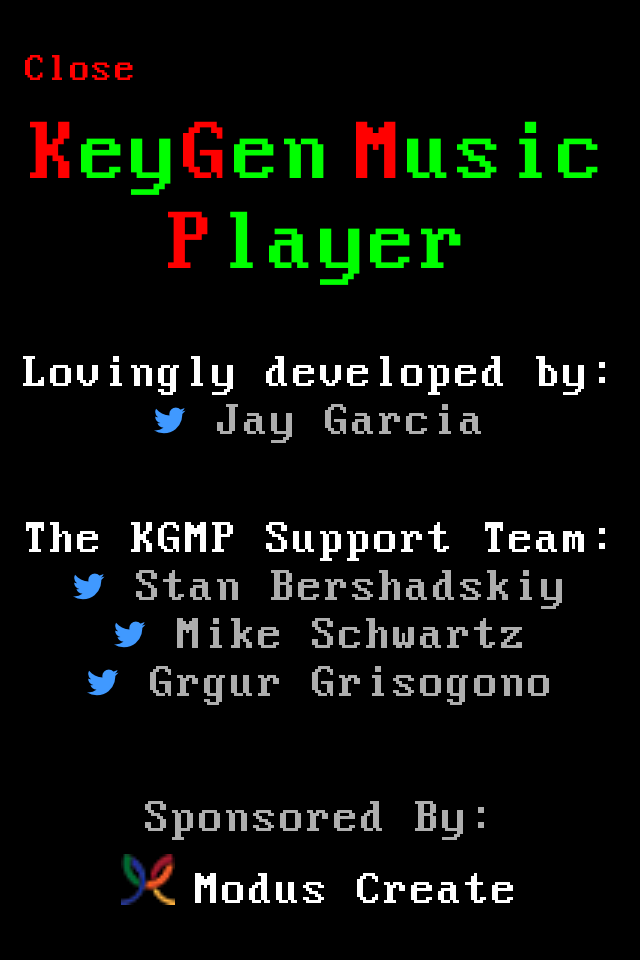 Close
KeyGen Music
Player
Lovingly developed by:
Jay Garcia
The KGMP Support Team:
Stan Bershadskiy
Mike Schwartz
Grgur Grisogono
Sponsored By:
Modus Create